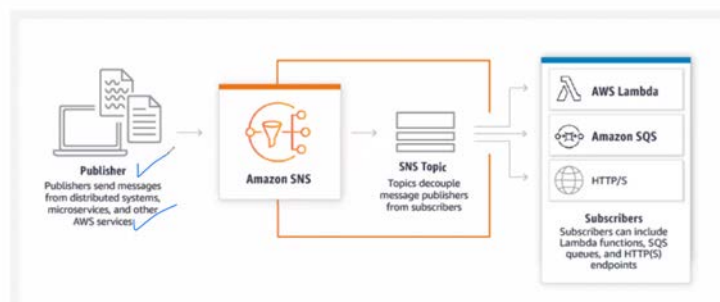 Publisher
Publishers send messages
from distributed systems,
microservices, and other
AWS services
Amazon SNS
SNS Topic
Topics decouple
message publishers
from subscribers
AWS Lambda
Amazon SQS
HTTP/S
Subscribers
Subscribers can include
Lambda functions, SQS
queues, and HTTP(S)
endpoints